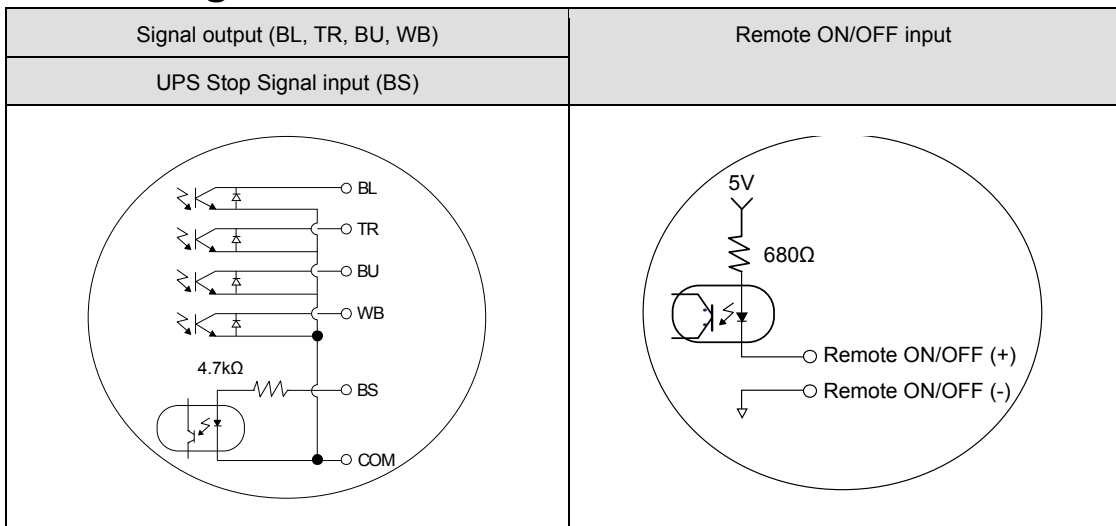 Signal output (BL, TR, BU, WB)
UPS Stop Signal input (BS)
Remote ON/OFF input
BL
TR
BU
WB
4.7kΩ
BS
COM
5V
680Ω
Remote ON/OFF (+)
Remote ON/OFF (-)